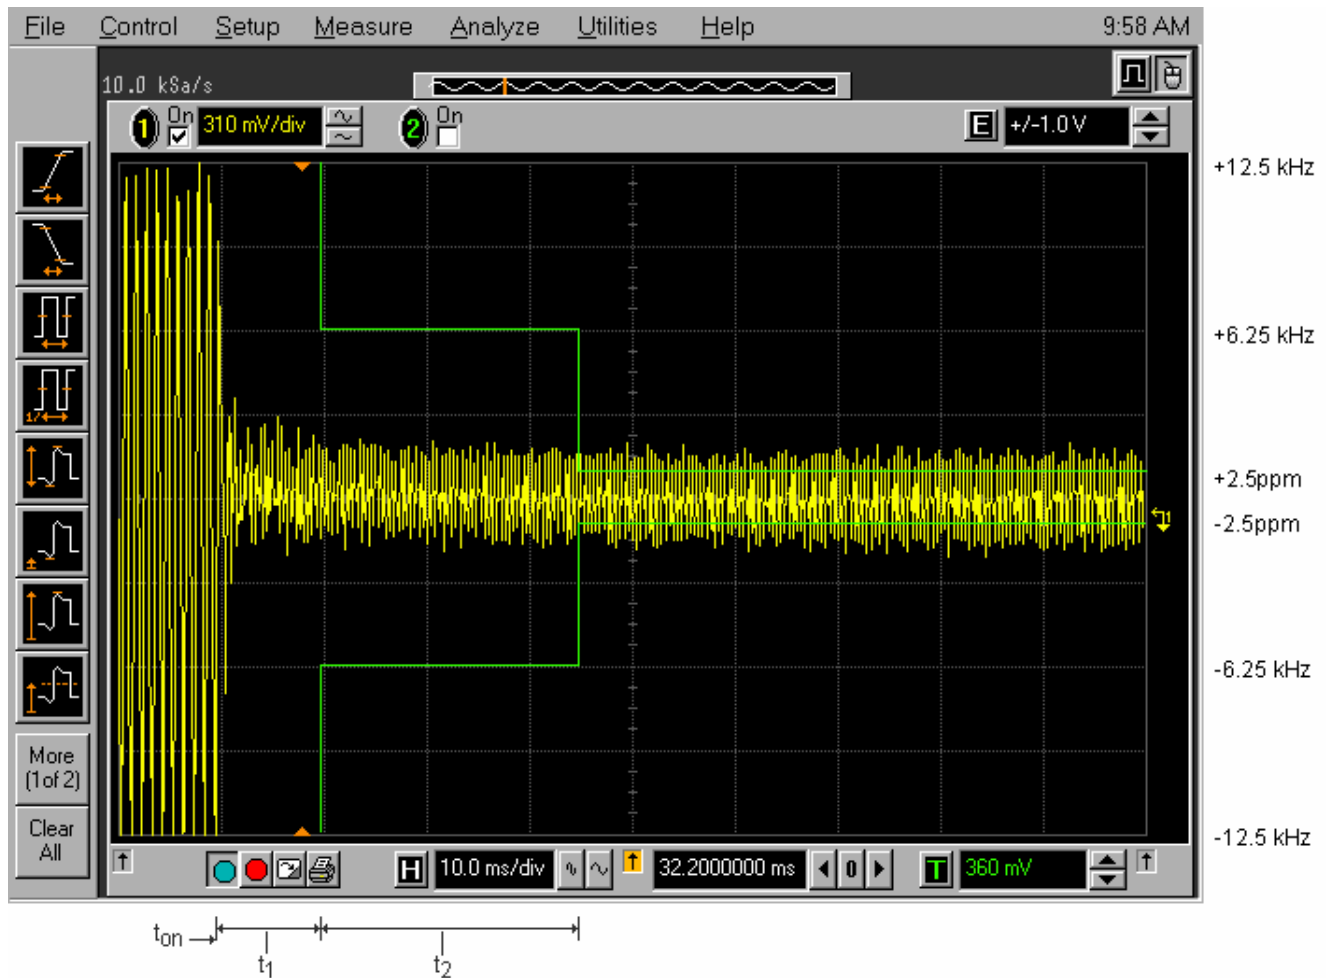 File Control Setup Measure Analyze Utilities Help 9:58 AM
10.0 kSa/s
1 On 310 mV/div 2 On E +/-1.0 V
+12.5 kHz
+6.25 kHz
+2.5ppm
-2.5ppm
-6.25 kHz
-12.5 kHz
1/
More
(1of 2)
Clear
All
H 10.0 ms/div 32.2000000 ms 0 T 360 mV
ton
t1
t2